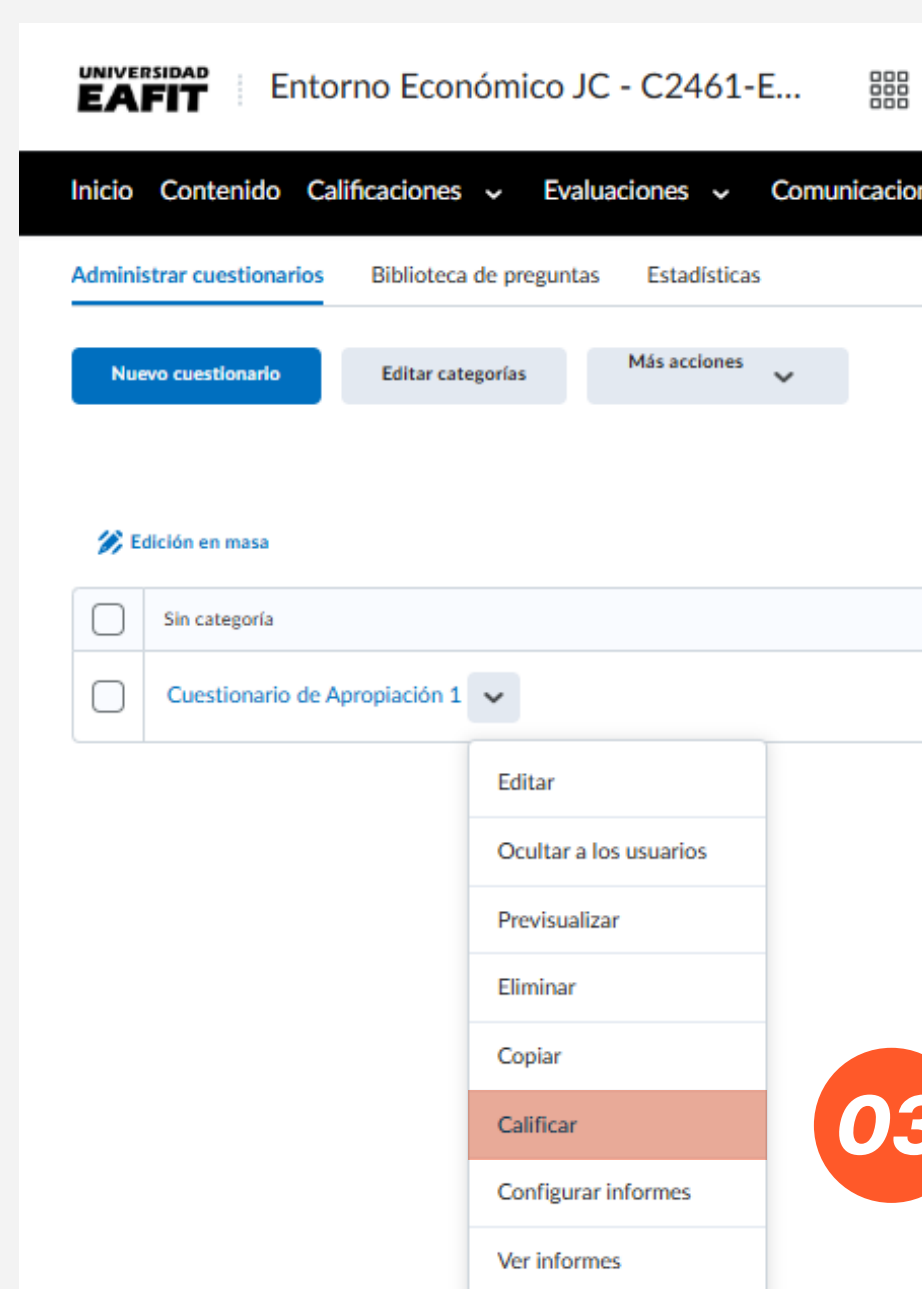 UNIVERSIDAD
EAFIT
Entorno Económico JC - C2461-E...
Inicio Contenido Calificaciones Evaluaciones
Administrar cuestionarios Biblioteca de preguntas Estadísticas
Nuevo cuestionario Editar categorías Más acciones
Edición en masa
Sin categoría
Cuestionario de Apropiación 1
Editar
Ocultar a los usuarios
Previsualizar
Eliminar
Copiar
Calificar
03
Configurar informes
Ver informes